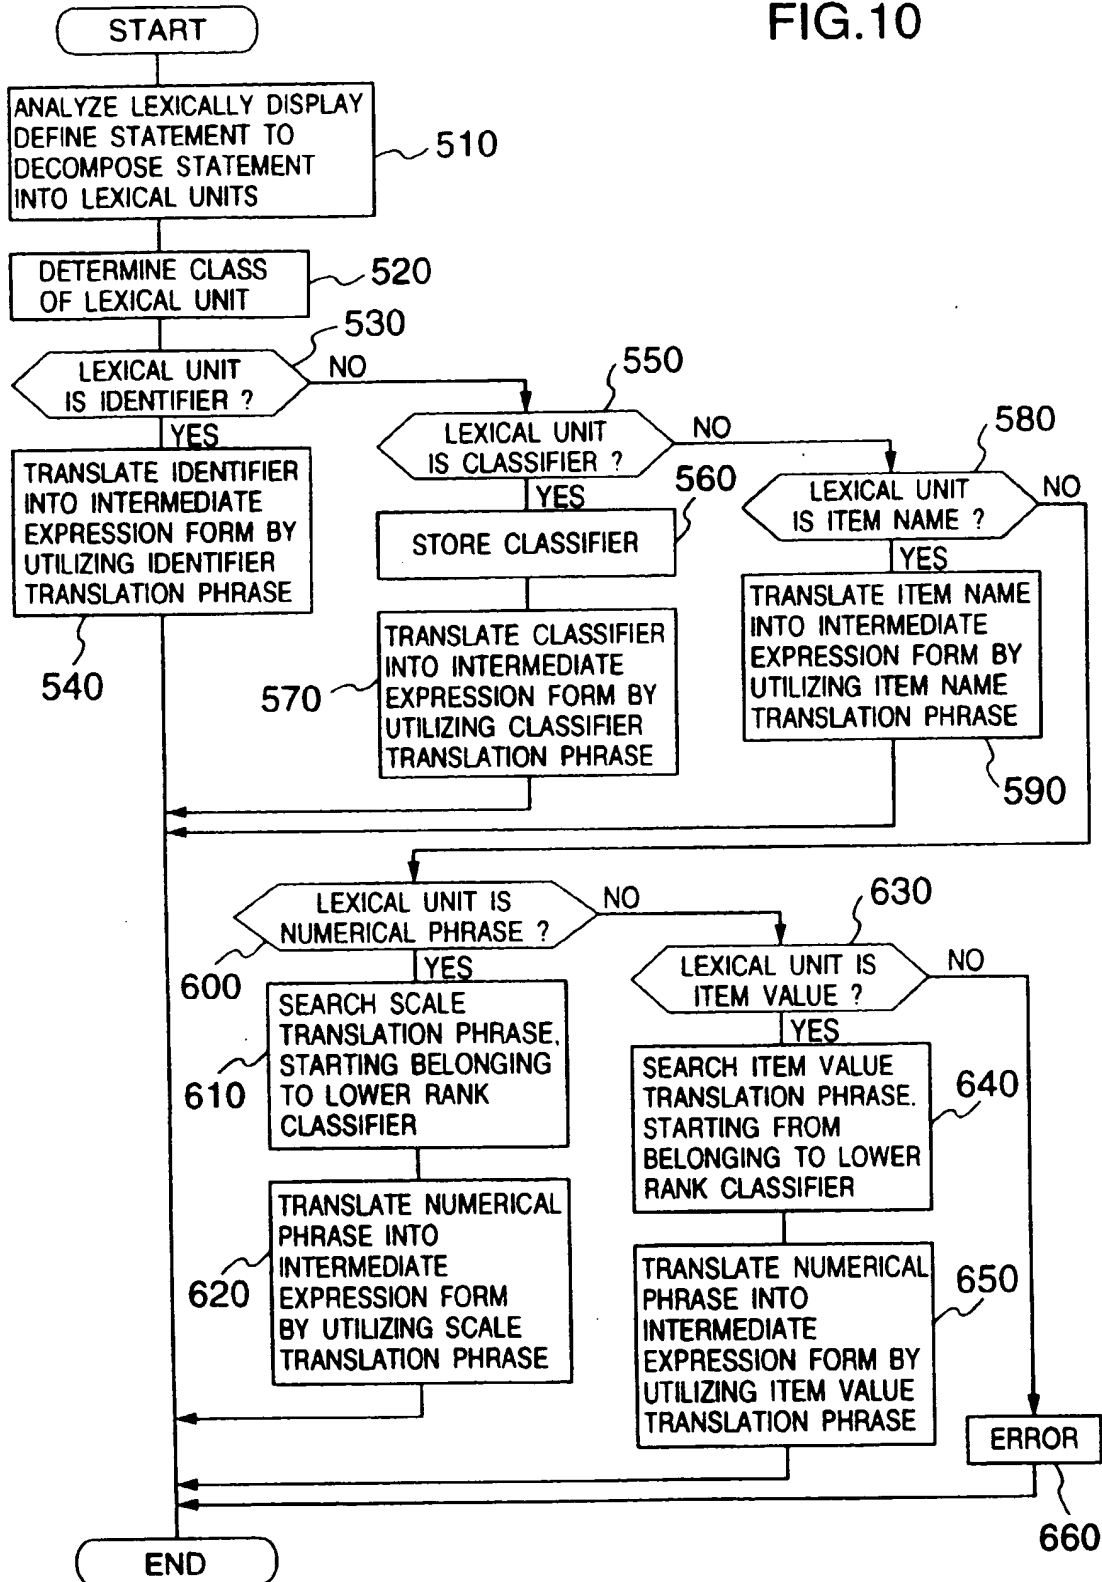 FIG.10
START
ANALYZE LEXICALLY DISPLAY
DEFINE STATEMENT TO
DECOMPOSE STATEMENT
INTO LEXICAL UNITS
510
DETERMINE CLASS
OF LEXICAL UNIT
520
530
LEXICAL UNIT
IS IDENTIFIER ?
NO
YES
TRANSLATE IDENTIFIER
INTO INTERMEDIATE
EXPRESSION FORM BY
UTILIZING IDENTIFIER
TRANSLATION PHRASE
540
550
LEXICAL UNIT
IS CLASSIFIER ?
NO
YES
560
STORE CLASSIFIER
TRANSLATE CLASSIFIER
INTO INTERMEDIATE
EXPRESSION FORM BY
UTILIZING CLASSIFIER
TRANSLATION PHRASE
570
580
LEXICAL UNIT
IS ITEM NAME ?
NO
YES
TRANSLATE ITEM NAME
INTO INTERMEDIATE
EXPRESSION FORM BY
UTILIZING ITEM NAME
TRANSLATION PHRASE
590
LEXICAL UNIT IS
NUMERICAL PHRASE ?
NO
600
YES
SEARCH SCALE
TRANSLATION PHRASE,
STARTING BELONGING
TO LOWER RANK
CLASSIFIER
610
TRANSLATE NUMERICAL
PHRASE INTO
INTERMEDIATE
EXPRESSION FORM
BY UTILIZING SCALE
TRANSLATION PHRASE
620
630
LEXICAL UNIT IS
ITEM VALUE ?
NO
YES
SEARCH ITEM VALUE
TRANSLATION PHRASE.
STARTING FROM
BELONGING TO LOWER
RANK CLASSIFIER
640
TRANSLATE NUMERICAL
PHRASE INTO
INTERMEDIATE
EXPRESSION FORM BY
UTILIZING ITEM VALUE
TRANSLATION PHRASE
650
ERROR
660
END